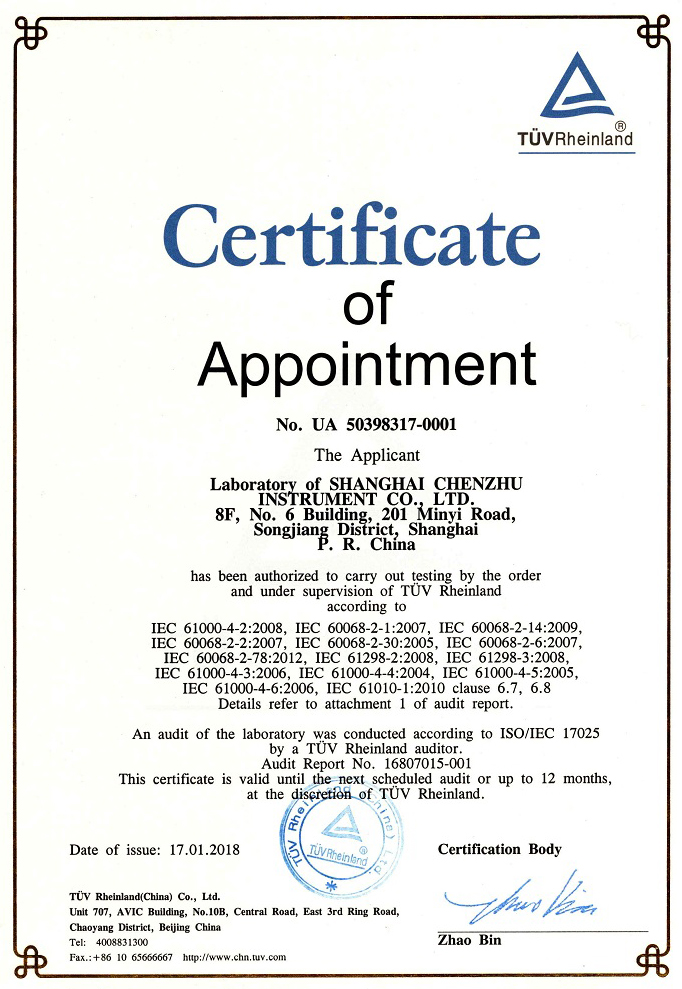 TÜVRheinland®
Certificate
of
Appointment
No. UA 50398317-0001
The Applicant
Laboratory of SHANGHAI CHENZHU
INSTRUMENT CO., LTD.
8F, No. 6 Building, 201 Minyi Road,
Songjiang District, Shanghai
P. R. China
has been authorized to carry out testing by the order
and under supervision of TÜV Rheinland
according to
IEC 61000-4-2:2008, IEC 60068-2-1:2007, IEC 60068-2-14:2009,
IEC 60068-2-2:2007, IEC 60068-2-30:2005, IEC 60068-2-6:2007,
IEC 60068-2-78:2012, IEC 61298-2:2008, IEC 61298-3:2008,
IEC 61000-4-3:2006, IEC 61000-4-4:2004, IEC 61000-4-5:2005,
IEC 61000-4-6:2006, IEC 61010-1:2010 clause 6.7, 6.8
Details refer to attachment 1 of audit report.
An audit of the laboratory was conducted according to ISO/IEC 17025
by a TÜV Rheinland auditor.
Audit Report No. 16807015-001
This certificate is valid until the next scheduled audit or up to 12 months,
at the discretion of TÜV Rheinland.
TÜV Rheinland (China) Ltd.
TÜVRheinland®
Date of issue: 17.01.2018
Certification Body
Zhao Bin
Zhao Bin
TÜV Rheinland(China) Co., Ltd.
Unit 707, AVIC Building, No.10B, Central Road, East 3rd Ring Road,
Chaoyang District, Beijing China
Tel: 4008831300
Fax.:+86 10 65666667 http://www.chn.tuv.com